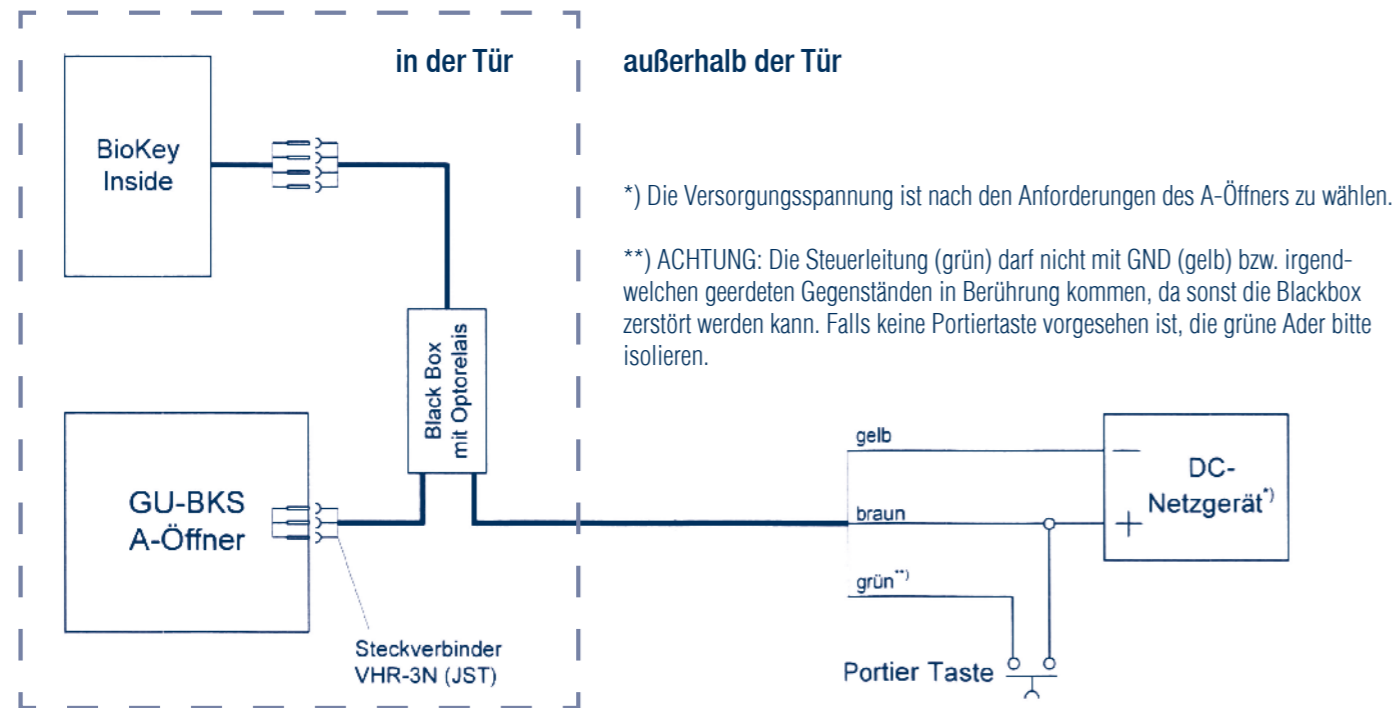 in der Tür
außerhalb der Tür
BioKey
Inside
*) Die Versorgungsspannung ist nach den Anforderungen des A-Öffners zu wählen.
**) ACHTUNG: Die Steuerleitung (grün) darf nicht mit GND (gelb) bzw. irgend-
welchen geerdeten Gegenständen in Berührung kommen, da sonst die Blackbox
zerstört werden kann. Falls keine Portiertaste vorgesehen ist, die grüne Ader bitte
isolieren.
Black Box
mit Optorelais
GU-BKS
A-Öffner
Steckverbinder
VHR-3N (JST)
gelb
braun
grün**)
−
+
DC-
Netzgerät*)
Portier Taste